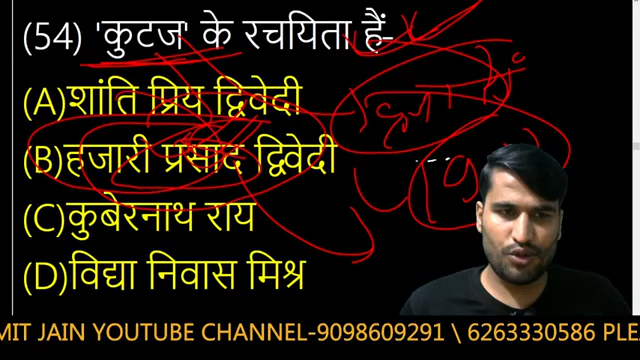 (54) 'कुटज' के रचयिता हैं-
(A)शांति प्रिय द्विवेदी
(B)हजारी प्रसाद द्विवेदी
(C)कुबेरनाथ राय
(D)विद्या निवास मिश्र
MIT JAIN YOUTUBE CHANNEL-9098609291 \ 6263330586 PLE